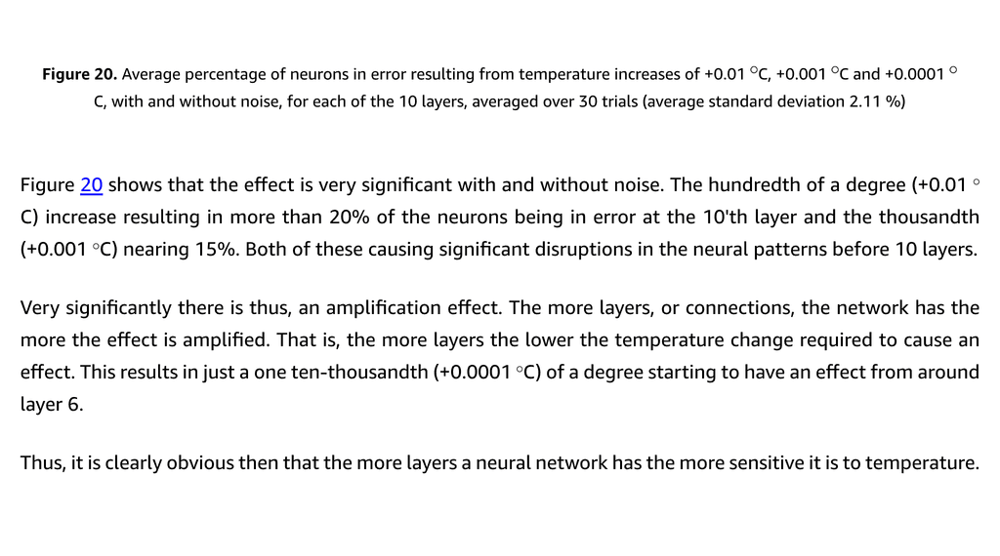 Figure 20. Average percentage of neurons in error resulting from temperature increases of +0.01 °C, +0.001 °C and +0.0001 °
C, with and without noise, for each of the 10 layers, averaged over 30 trials (average standard deviation 2.11 %)
Figure 20 shows that the effect is very significant with and without noise. The hundredth of a degree (+0.01 °
C) increase resulting in more than 20% of the neurons being in error at the 10'th layer and the thousandth
(+0.001 °C) nearing 15%. Both of these causing significant disruptions in the neural patterns before 10 layers.
Very significantly there is thus, an amplification effect. The more layers, or connections, the network has the
more the effect is amplified. That is, the more layers the lower the temperature change required to cause an
effect. This results in just a one ten-thousandth (+0.0001 °C) of a degree starting to have an effect from around
layer 6.
Thus, it is clearly obvious then that the more layers a neural network has the more sensitive it is to temperature.